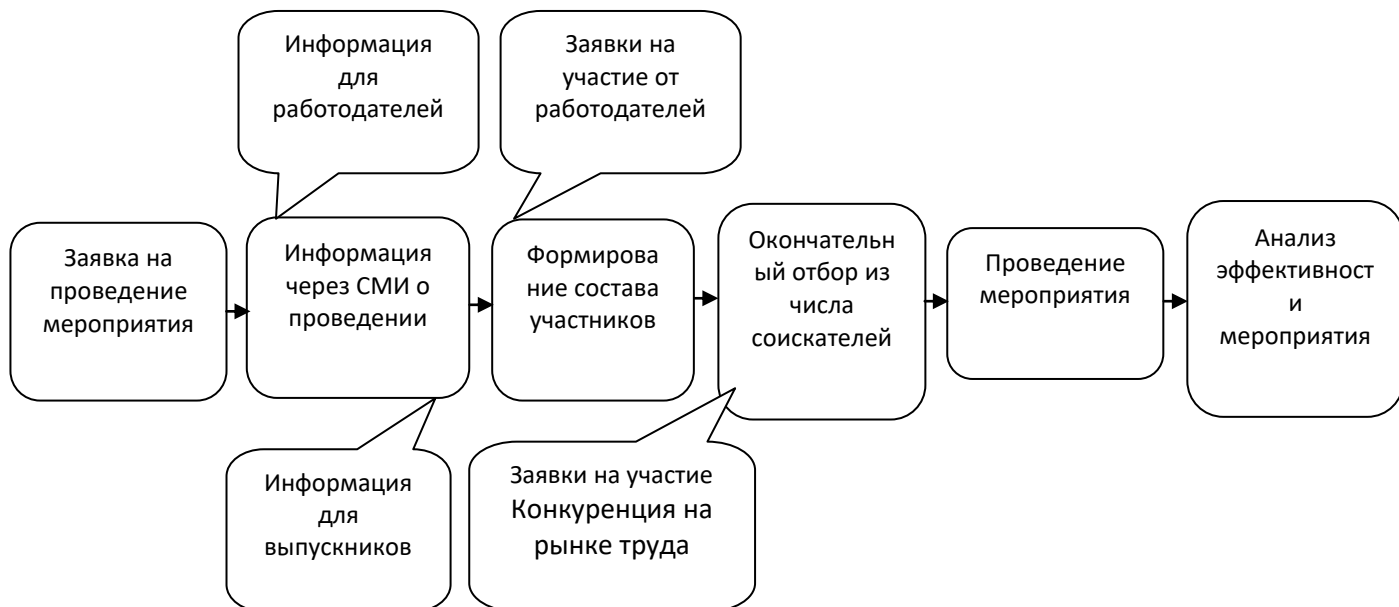 Информация
для
работодателей
Заявки на
участие от
работодателей
Заявка на
проведение
мероприятия
Информация
через СМИ о
проведении
Формирова
ние состава
участников
Окончательн
ый отбор из
числа
соискателей
Проведение
мероприятия
Анализ
эффективност
и
мероприятия
Информация
для
выпускников
Заявки на участие
Конкуренция на
рынке труда